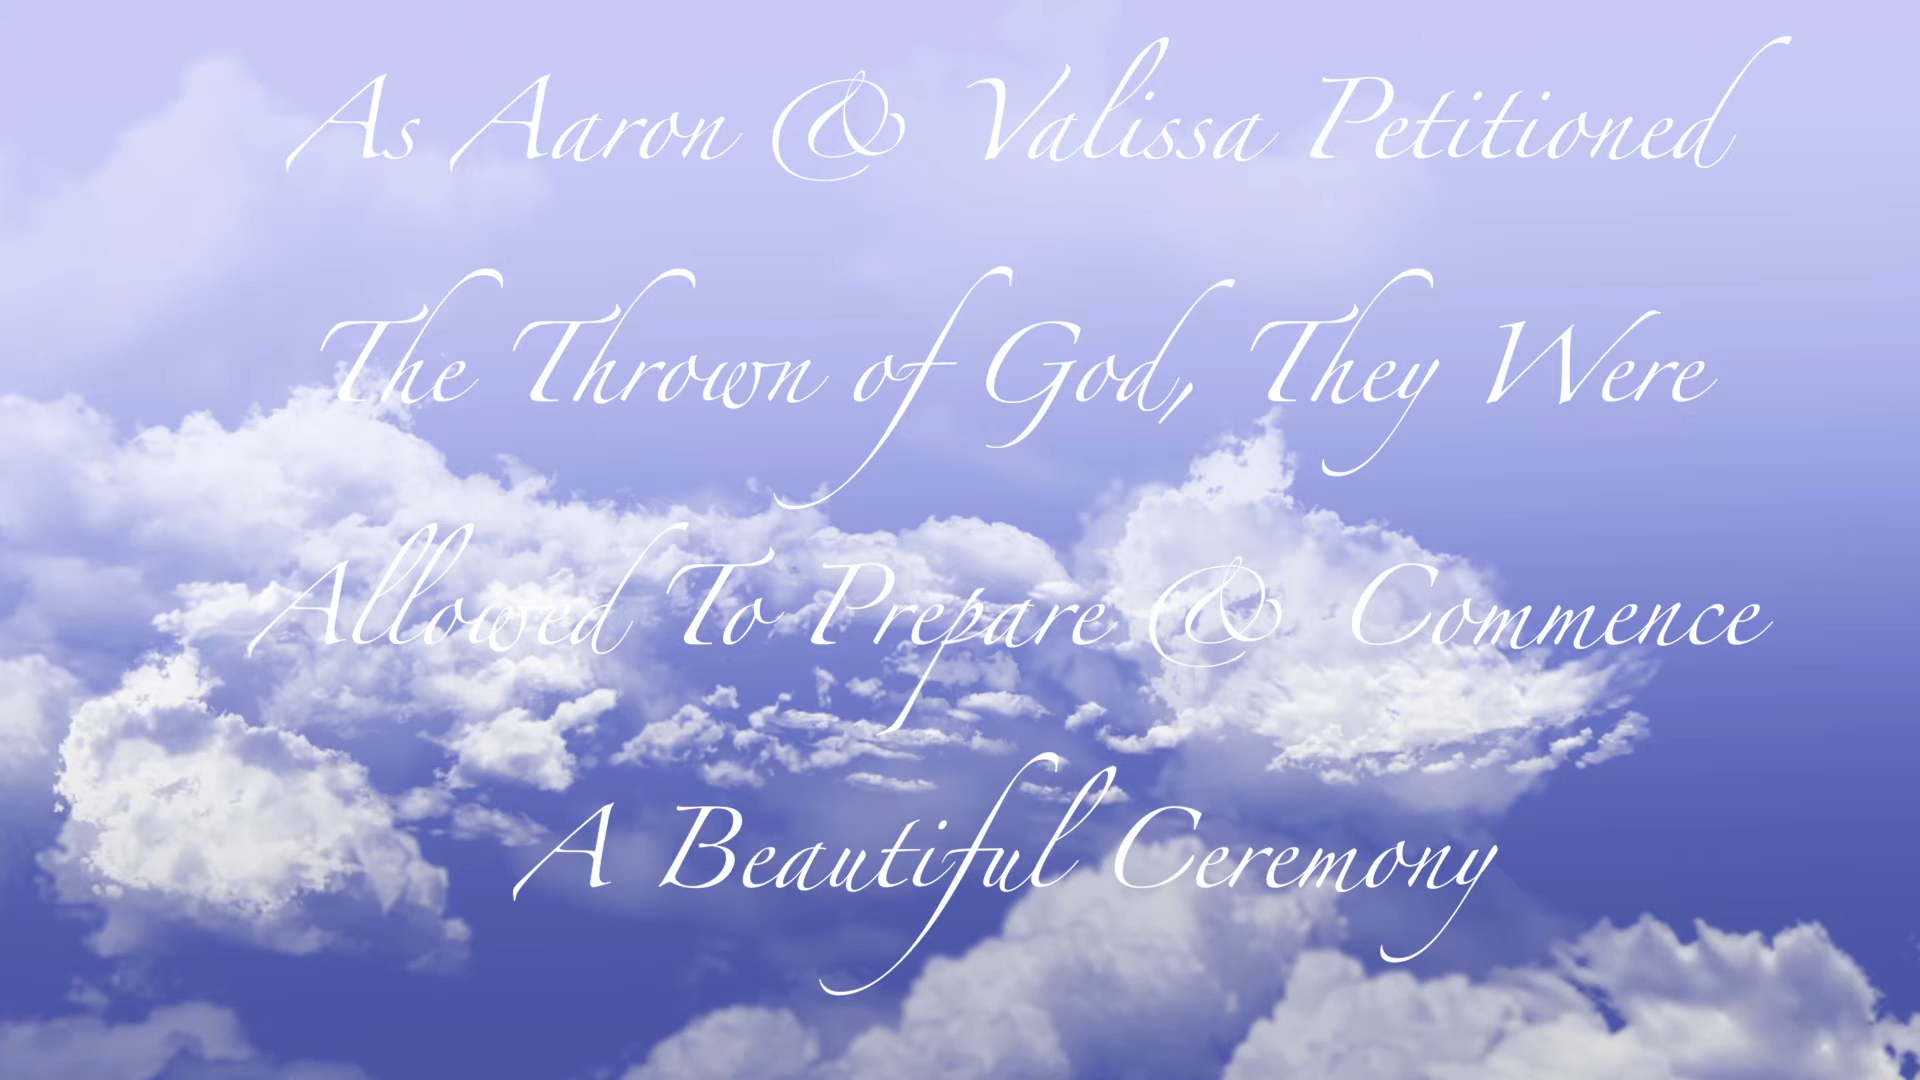 As Aaron & Valissa Petitioned
The Thrown of God, They Were
Allowed To Prepare & Commence
A Beautiful Ceremony